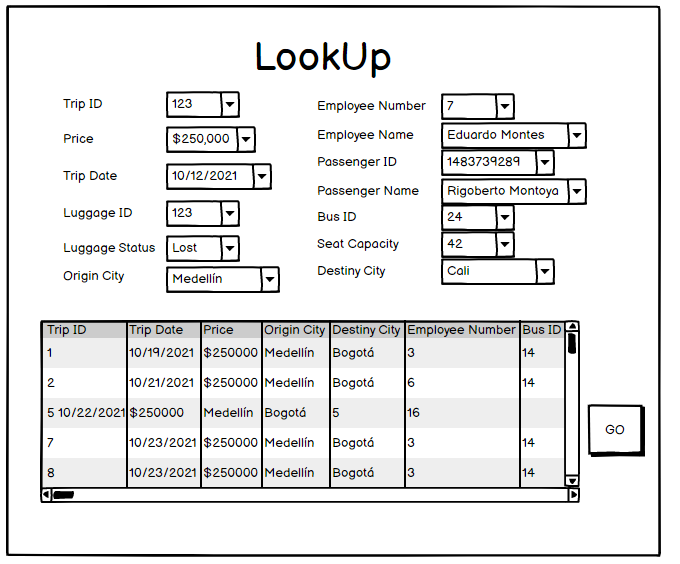 LookUp
Trip ID 123
Price $250,000
Trip Date 10/12/2021
Luggage ID 123
Luggage Status Lost
Origin City Medellín
Employee Number 7
Employee Name Eduardo Montes
Passenger ID 1483739289
Passenger Name Rigoberto Montoya
Bus ID 24
Seat Capacity 42
Destiny City Cali
Trip ID Trip Date Price Origin City Destiny City Employee Number Bus ID
1 10/19/2021 $250000 Medellín Bogotá 3 14
2 10/21/2021 $250000 Medellín Bogotá 6 14
5 10/22/2021 $250000 Medellín Bogotá 5 16
7 10/23/2021 $250000 Medellín Bogotá 3 14
8 10/23/2021 $250000 Medellín Bogotá 3 14
GO